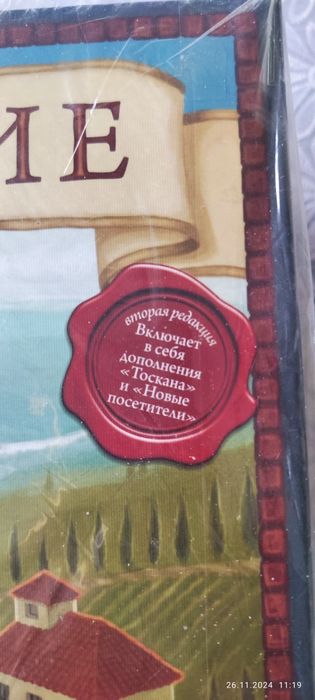 ИЕ
вторая редакция
Включает
в себя
дополнения
«Тоскана»
и «Новые
посетители»
26.11.2024 11:19